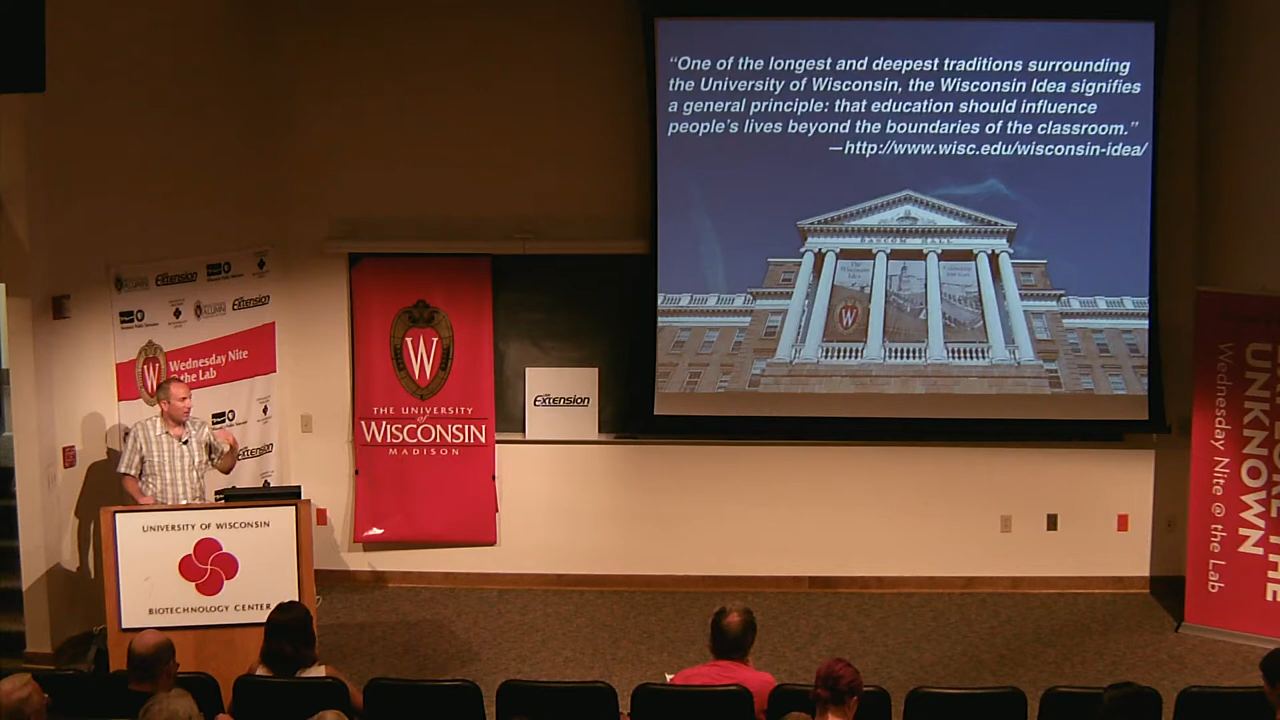 “One of the longest and deepest traditions surrounding
the University of Wisconsin, the Wisconsin Idea signifies
a general principle: that education should influence
people’s lives beyond the boundaries of the classroom.”
—http://www.wisc.edu/wisconsin-idea/
BASCOM HALL
The
Wisconsin
Idea
W
Extension
Extension
W
Wednesday Nite
@ the Lab
Extension
W
THE UNIVERSITY
of
WISCONSIN
MADISON
Extension
UNIVERSITY OF WISCONSIN
BIOTECHNOLOGY CENTER
THE
UNKNOWN
Wednesday Nite @ the Lab